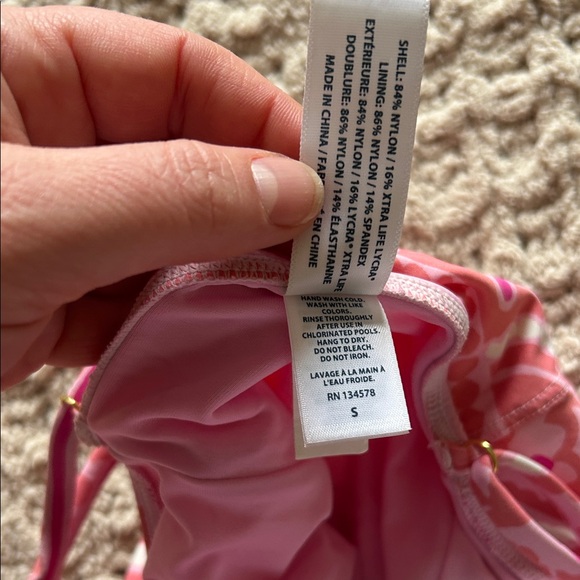 SHELL: 84% NYLON / 16% XTRA LIFE LYCRA®
LINING: 86% NYLON / 14% SPANDEX
EXTÉRIEURE: 84% NYLON / 16% LYCRA® XTRA LIFE
DOUBLURE: 86% NYLON / 14% ÉLASTHANNE
MADE IN CHINA / EN CHINE
HAND WASH COLD.
WASH WITH LIKE
COLORS.
RINSE THOROUGHLY
AFTER USE IN
CHLORINATED POOLS.
HANG TO DRY.
DO NOT BLEACH.
DO NOT IRON.
LAVAGE À LA MAIN À
L'EAU FROIDE.
RN 134578
S